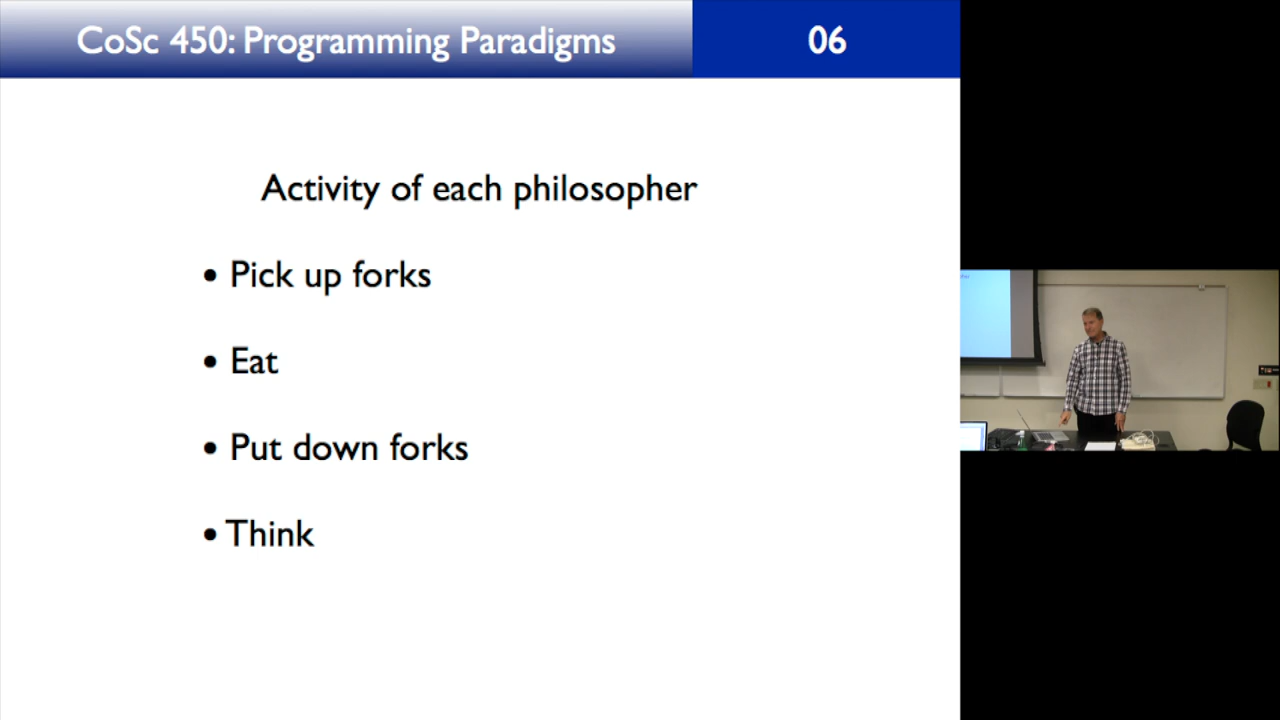 CoSc 450: Programming Paradigms
06
Activity of each philosopher
• Pick up forks
• Eat
• Put down forks
• Think